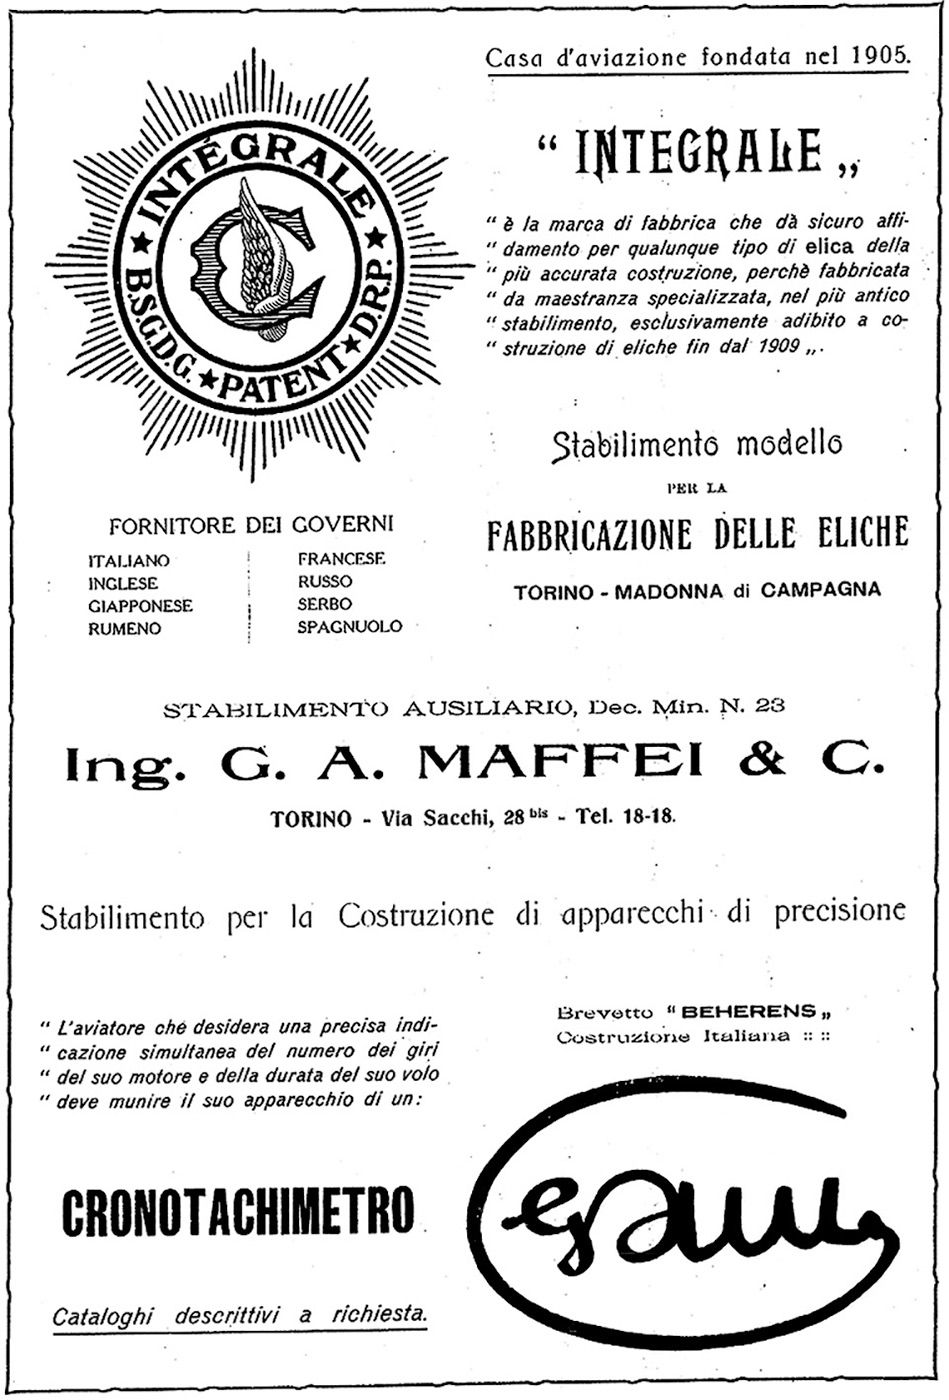 Casa d'aviazione fondata nel 1905.
INTÉGRALE
B.S.G.D.G. ★ PATENT ★ D.R.P.
C
“ INTEGRALE „
“ è la marca di fabbrica che dà sicuro affi-
“ damento per qualunque tipo di elica della
“ più accurata costruzione, perchè fabbricata
“ da maestranza specializzata, nel più antico
“ stabilimento, esclusivamente adibito a co-
“ struzione di eliche fin dal 1909 „.
Stabilimento modello
PER LA
FABBRICAZIONE DELLE ELICHE
TORINO - MADONNA di CAMPAGNA
FORNITORE DEI GOVERNI
ITALIANO FRANCESE
INGLESE RUSSO
GIAPPONESE SERBO
RUMENO SPAGNUOLO
STABILIMENTO AUSILIARIO, Dec. Min. N. 23
Ing. G. A. MAFFEI & C.
TORINO - Via Sacchi, 28 bis - Tel. 18-18.
Stabilimento per la Costruzione di apparecchi di precisione
“ L'aviatore che desidera una precisa indi-
“ cazione simultanea del numero dei giri
“ del suo motore e della durata del suo volo
“ deve munire il suo apparecchio di un:
CRONOTACHIMETRO
Cataloghi descrittivi a richiesta.
Brevetto “ BEHERENS „
Costruzione Italiana :: ::